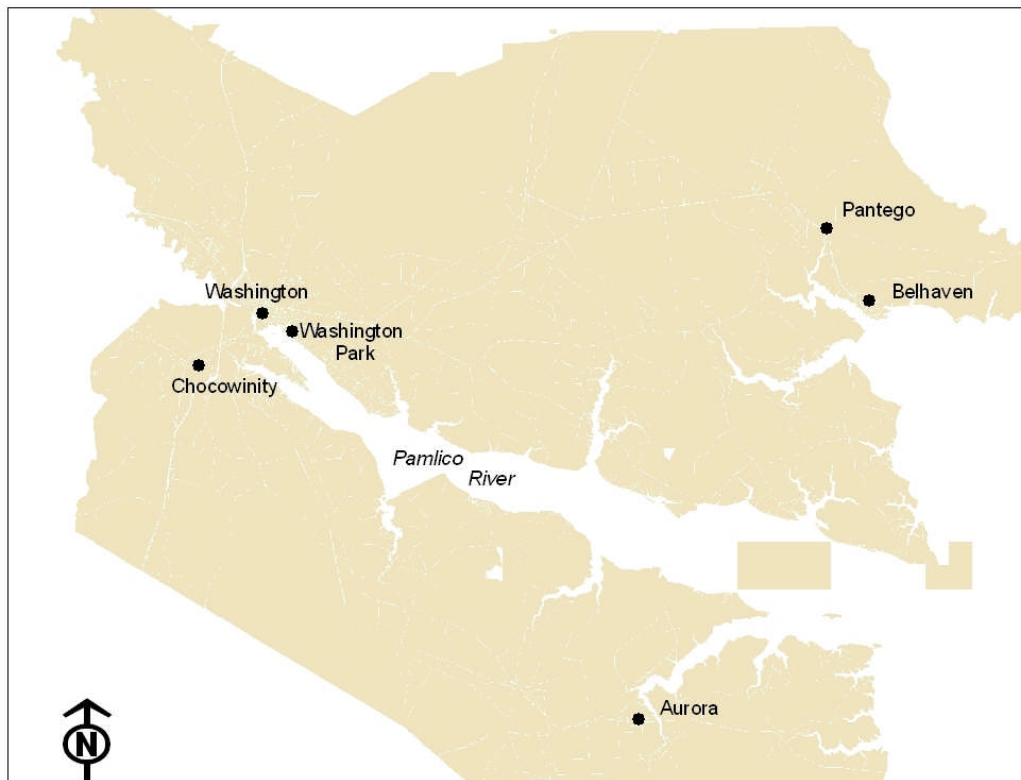 Pantego
Washington
Belhaven
Washington
Park
Chocowinity
Pamlico
River
Aurora
N